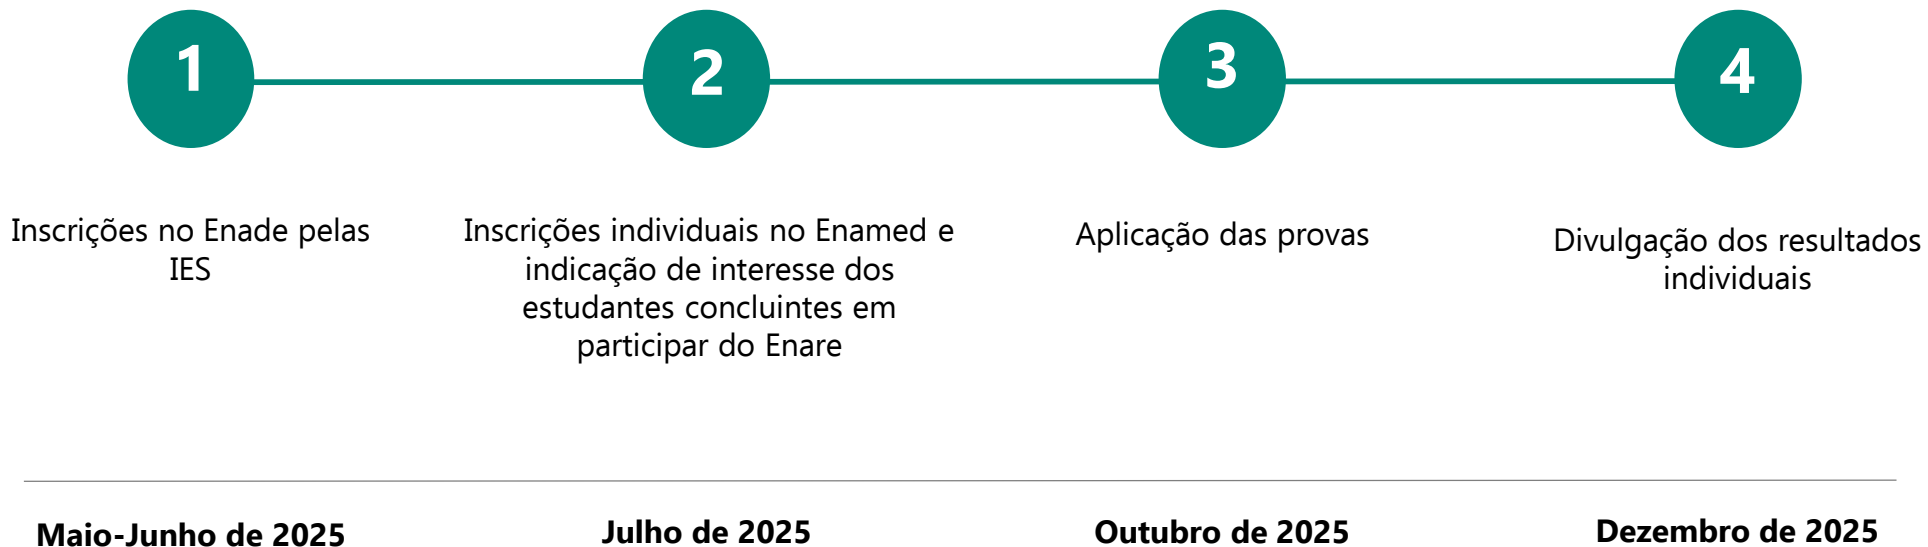 1
2
3
4
Inscrições no Enade pelas
IES
Inscrições individuais no Enamed e
indicação de interesse dos
estudantes concluintes em
participar do Enare
Aplicação das provas
Divulgação dos resultados
individuais
Maio-Junho de 2025
Julho de 2025
Outubro de 2025
Dezembro de 2025